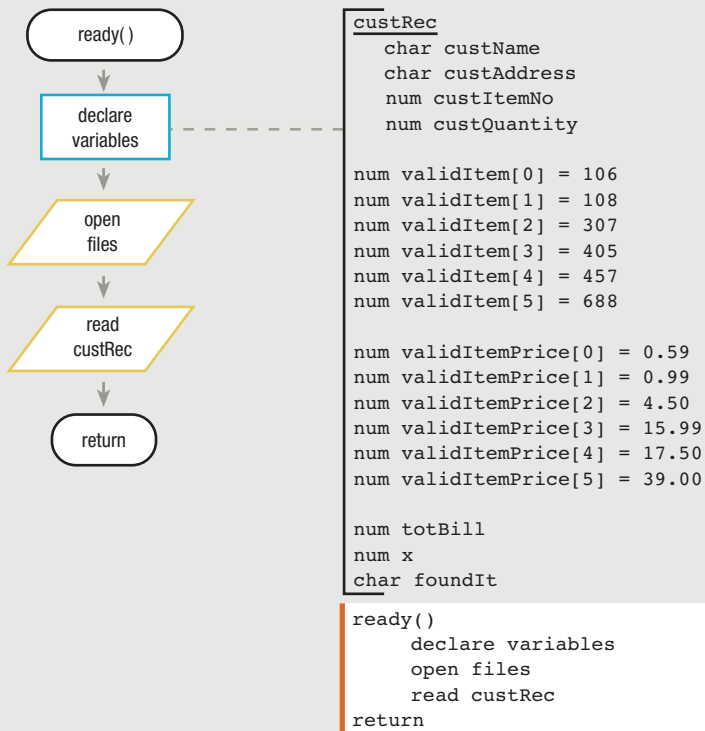 ready( )
declare
variables
open
files
read
custRec
return
custRec
char custName
char custAddress
num custItemNo
num custQuantity
num validItem[0] = 106
num validItem[1] = 108
num validItem[2] = 307
num validItem[3] = 405
num validItem[4] = 457
num validItem[5] = 688
num validItemPrice[0] = 0.59
num validItemPrice[1] = 0.99
num validItemPrice[2] = 4.50
num validItemPrice[3] = 15.99
num validItemPrice[4] = 17.50
num validItemPrice[5] = 39.00
num totBill
num x
char foundIt
ready()
declare variables
open files
read custRec
return